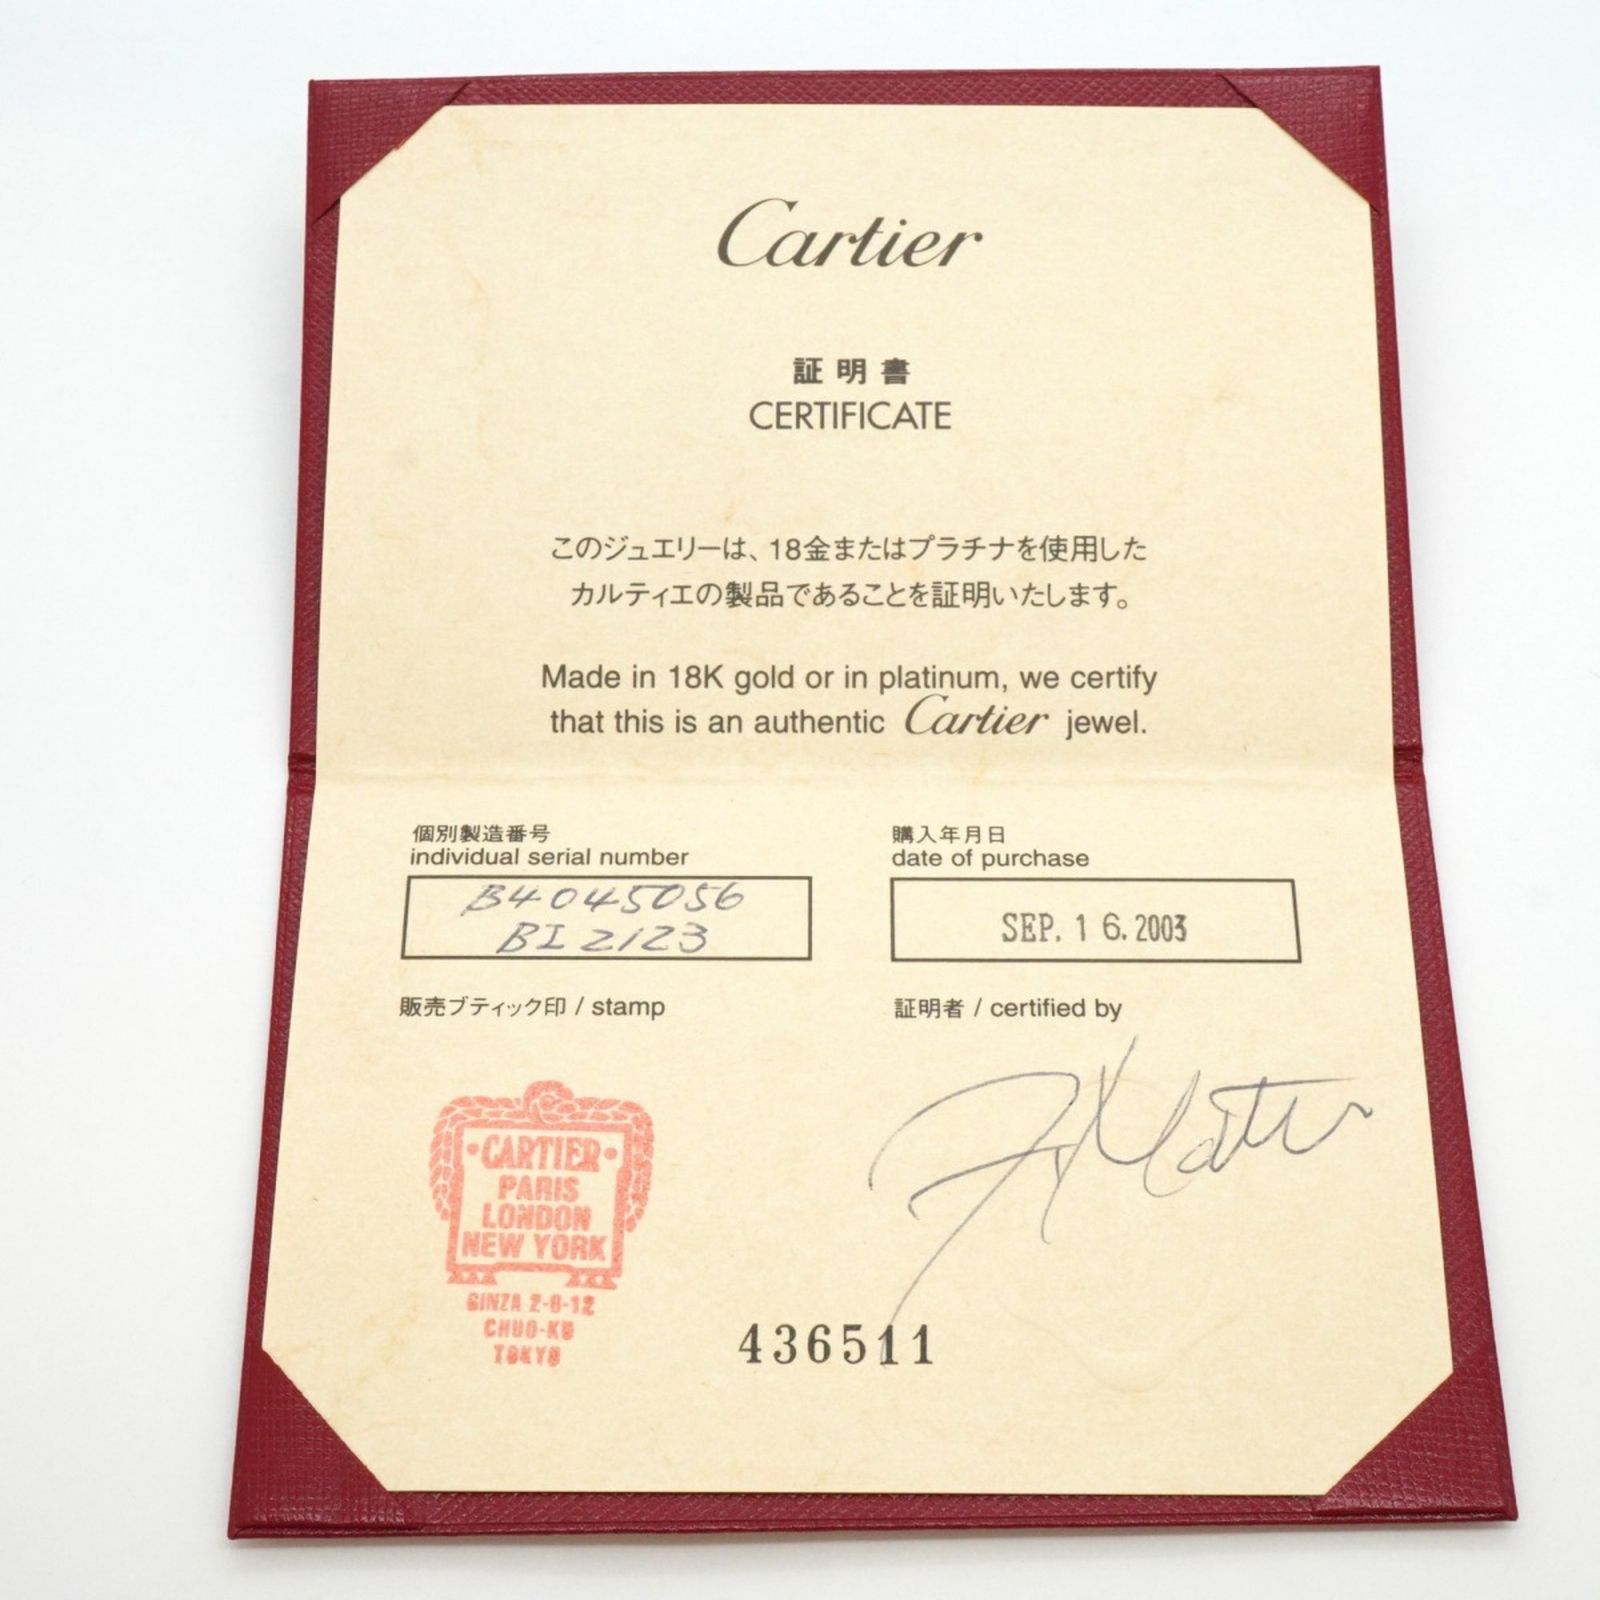 Cartier
証明書
CERTIFICATE
このジュエリーは、18金またはプラチナを使用した
カルティエの製品であることを証明いたします。
Made in 18K gold or in platinum, we certify
that this is an authentic Cartier jewel.
個別製造番号
individual serial number
B4045056
BI 2123
購入年月日
date of purchase
SEP. 16.2003
販売ブティック印 / stamp
証明者 / certified by
·CARTIER·
PARIS
LONDON
NEW YORK
GINZA 2-6-12
CHUO-KU
TOKYO
436511